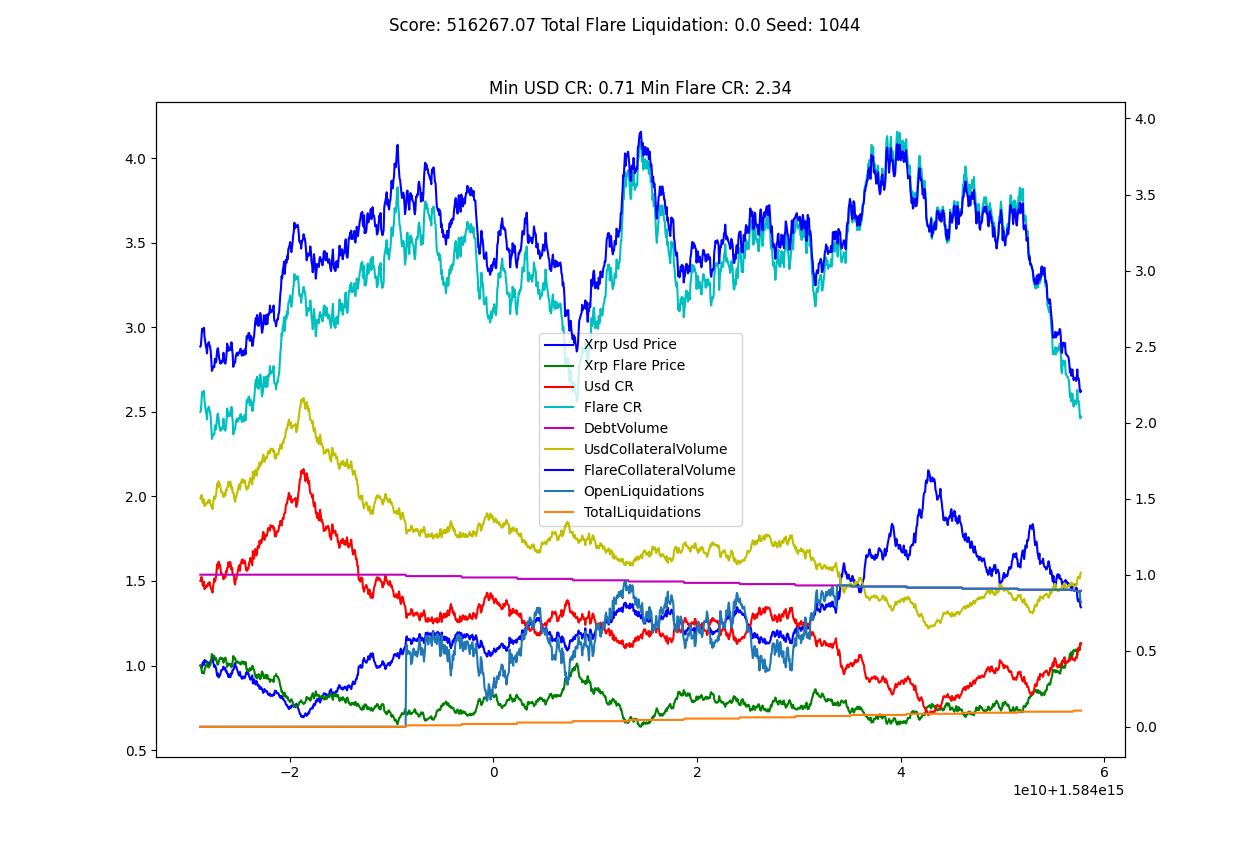 Score: 516267.07 Total Flare Liquidation: 0.0 Seed: 1044
Min USD CR: 0.71 Min Flare CR: 2.34
4.0
3.5
3.0
2.5
2.0
1.5
1.0
0.5
4.0
3.5
3.0
2.5
2.0
1.5
1.0
0.5
0.0
Xrp Usd Price
Xrp Flare Price
Usd CR
Flare CR
DebtVolume
UsdCollateralVolume
FlareCollateralVolume
OpenLiquidations
TotalLiquidations
−2 0 2 4 6
1e10+1.584e15